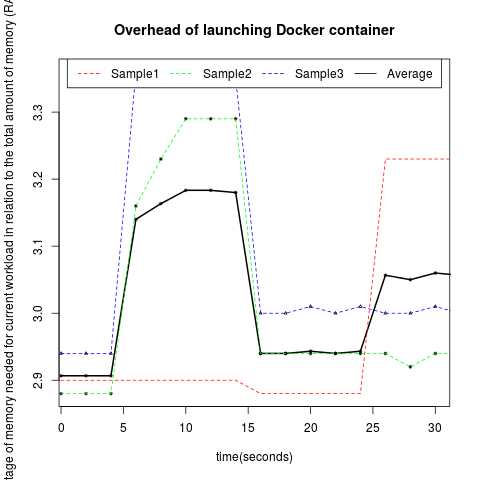 Overhead of launching Docker container
Sample1 Sample2 Sample3 Average
of memory needed for current workload in relation to the total amount of memory
3.3
3.2
3.1
3.0
2.9
0 5 10 15 20 25 30
time(seconds)